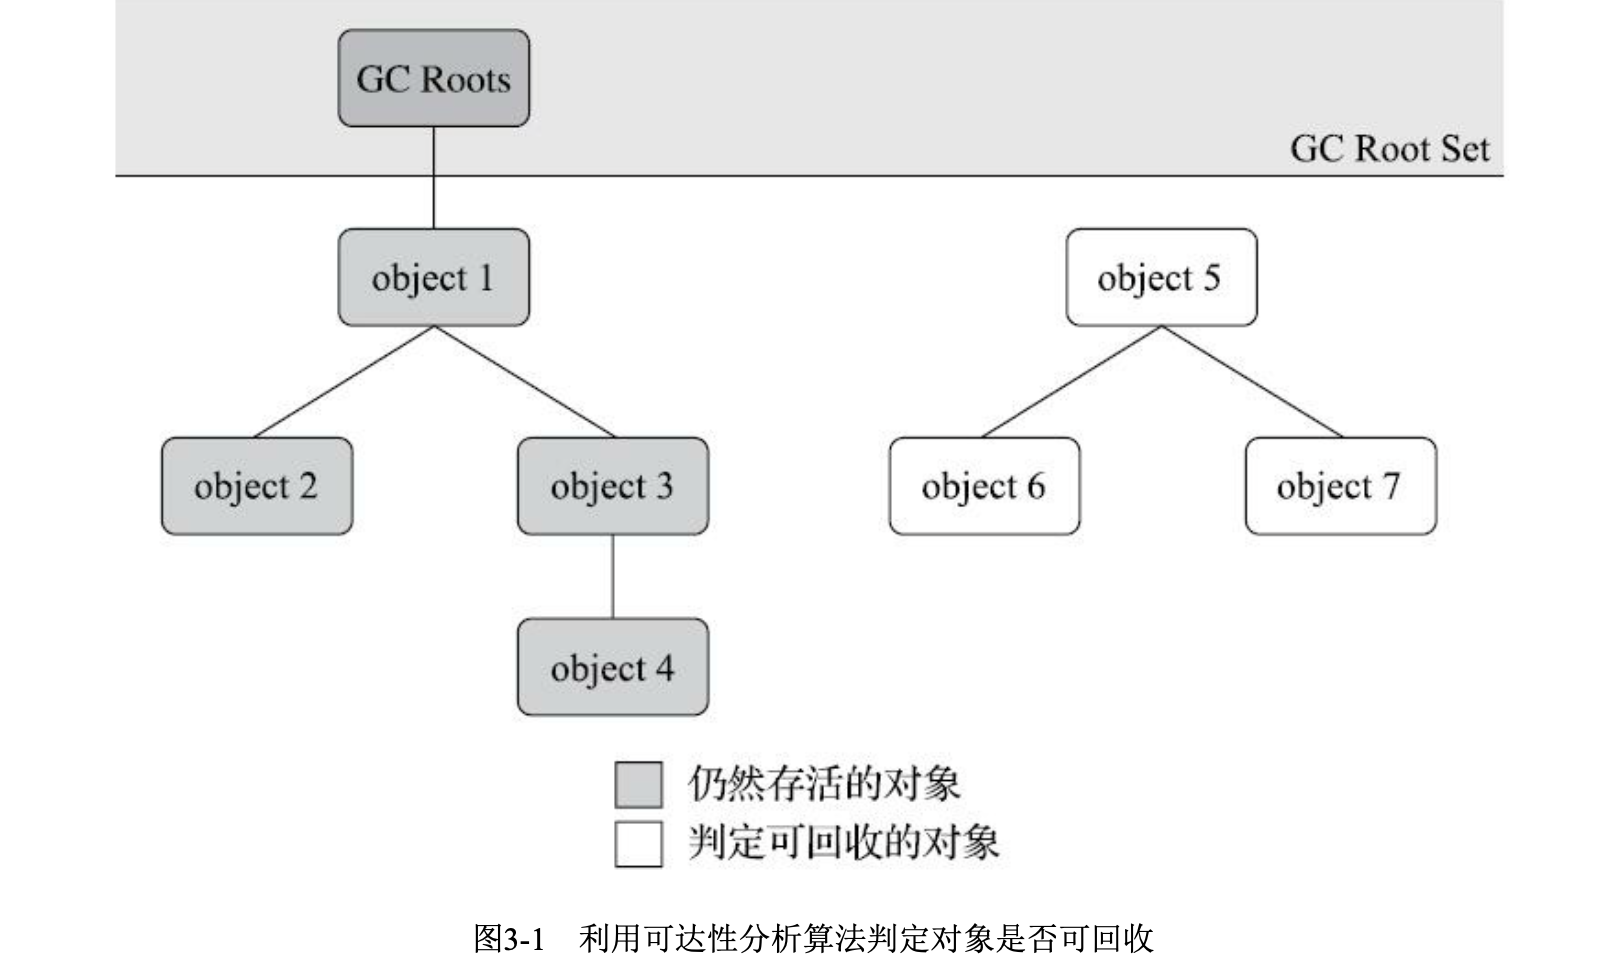 GC Roots
GC Root Set
object 1
object 5
object 2
object 3
object 6
object 7
object 4
仍然存活的对象
判定可回收的对象
图3-1 利用可达性分析算法判定对象是否可回收